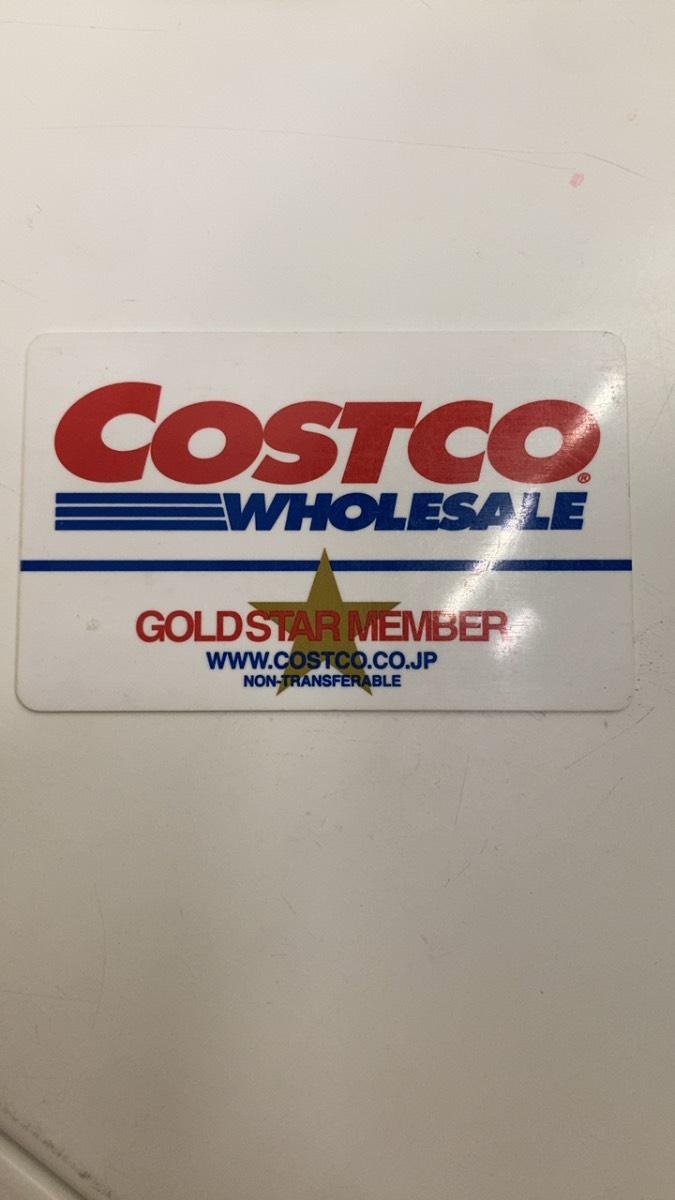 COSTCO®
WHOLESALE
GOLD STAR MEMBER
WWW.COSTCO.CO.JP
NON-TRANSFERABLE